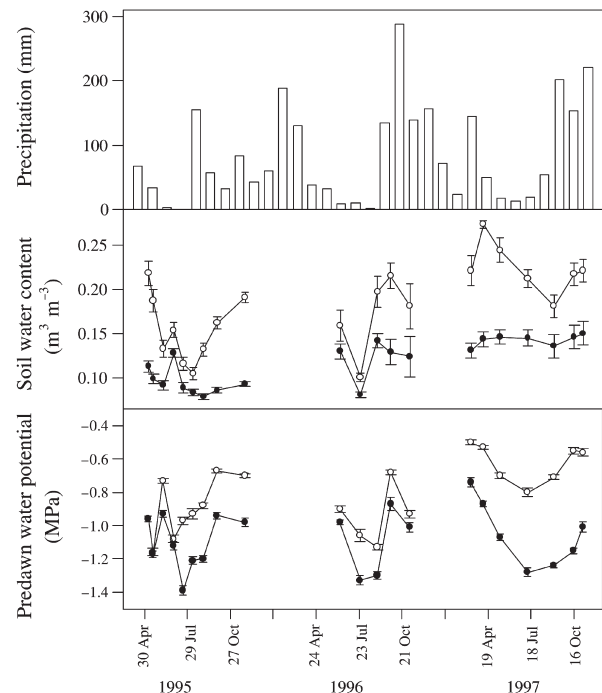 Precipitation (mm)
300
200
100
0
Soil water content
(m³ m⁻³)
0.25
0.20
0.15
0.10
Predawn water potential
(MPa)
−0.4
−0.6
−0.8
−1.0
−1.2
−1.4
30 Apr
29 Jul
27 Oct
24 Apr
23 Jul
21 Oct
19 Apr
18 Jul
16 Oct
1995
1996
1997